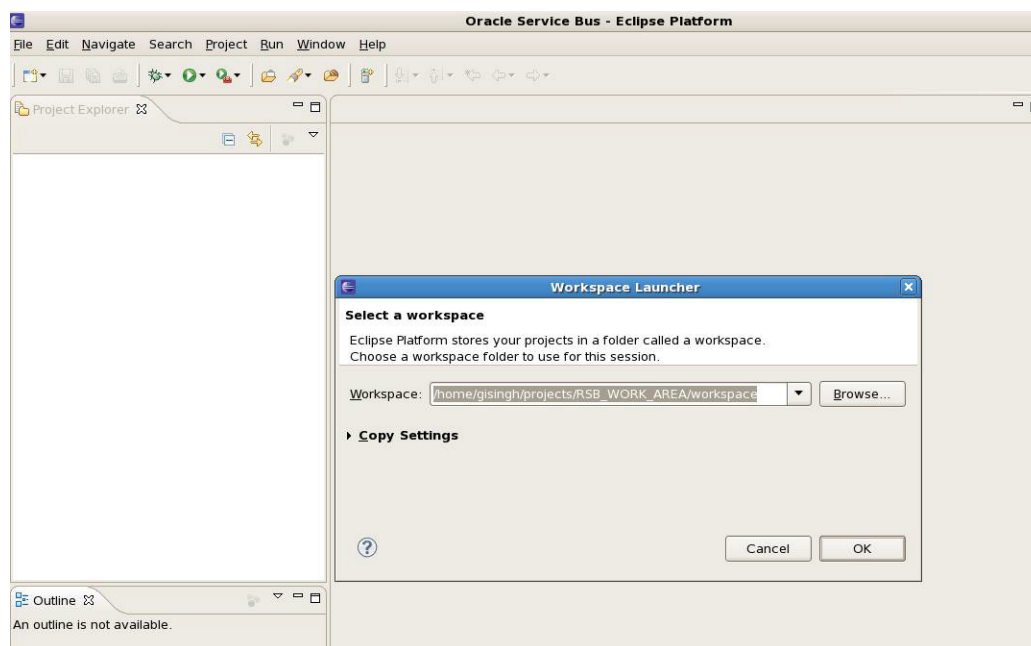 Oracle Service Bus - Eclipse Platform
File Edit Navigate Search Project Run Window Help
Project Explorer
Workspace Launcher
Select a workspace
Eclipse Platform stores your projects in a folder called a workspace.
Choose a workspace folder to use for this session.
Workspace: /home/gisingh/projects/RSB_WORK_AREA/workspace Browse...
Copy Settings
Cancel OK
Outline
An outline is not available.